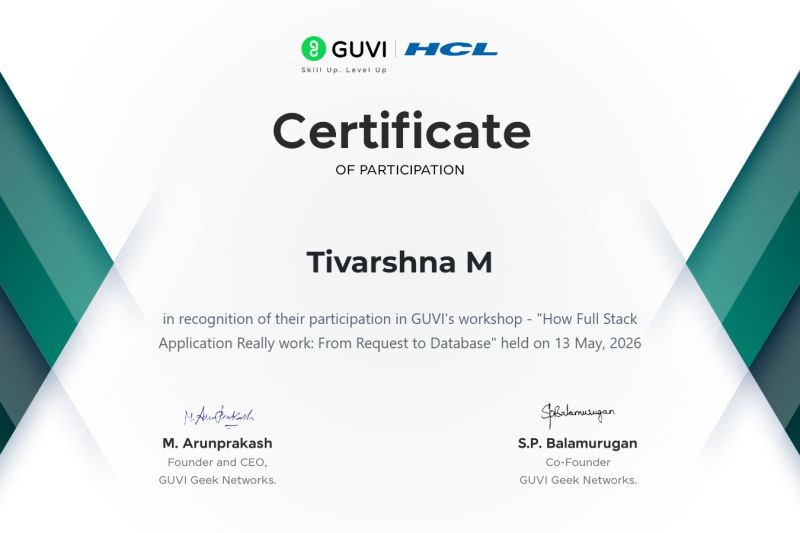 GUVI | HCL
Skill Up. Level Up
Certificate
OF PARTICIPATION
Tivarshna M
in recognition of their participation in GUVI's workshop - "How Full Stack
Application Really work: From Request to Database" held on 13 May, 2026
M. Arunprakash
SpBalamurugan
M. Arunprakash
S.P. Balamurugan
Founder and CEO,
Co-Founder
GUVI Geek Networks.
GUVI Geek Networks.